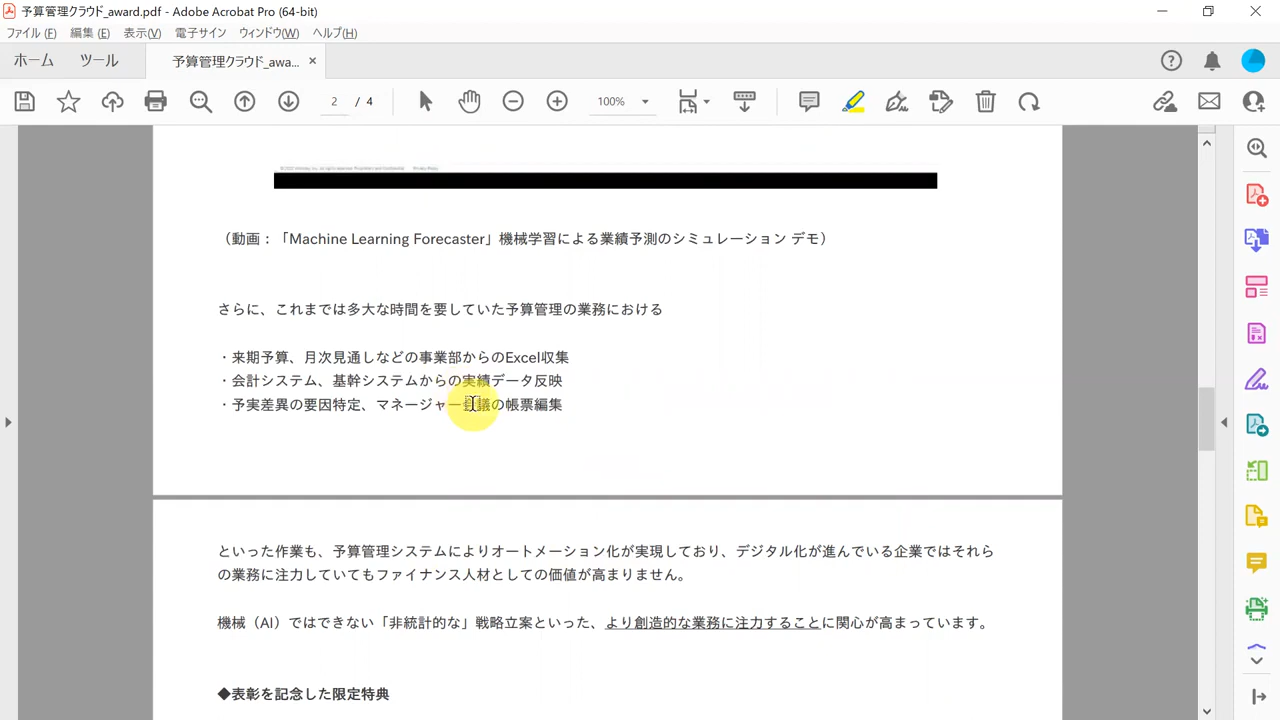 予算管理クラウド_award.pdf - Adobe Acrobat Pro (64-bit)
ファイル (F) 編集 (E) 表示(V) 電子サイン ウィンドウ(W) ヘルプ(H)
ホーム ツール 予算管理クラウド_awa... ×
2 / 4 100%
(動画：「Machine Learning Forecaster」機械学習による業績予測のシミュレーション デモ)
さらに、これまでは多大な時間を要していた予算管理の業務における
・来期予算、月次見通しなどの事業部からのExcel収集
・会計システム、基幹システムからの実績データ反映
・予実差異の要因特定、マネージャー会議の帳票編集
といった作業も、予算管理システムによりオートメーション化が実現しており、デジタル化が進んでいる企業ではそれら
の業務に注力していてもファイナンス人材としての価値が高まりません。
機械（AI）ではできない「非統計的な」戦略立案といった、より創造的な業務に注力することに関心が高まっています。
◆表彰を記念した限定特典